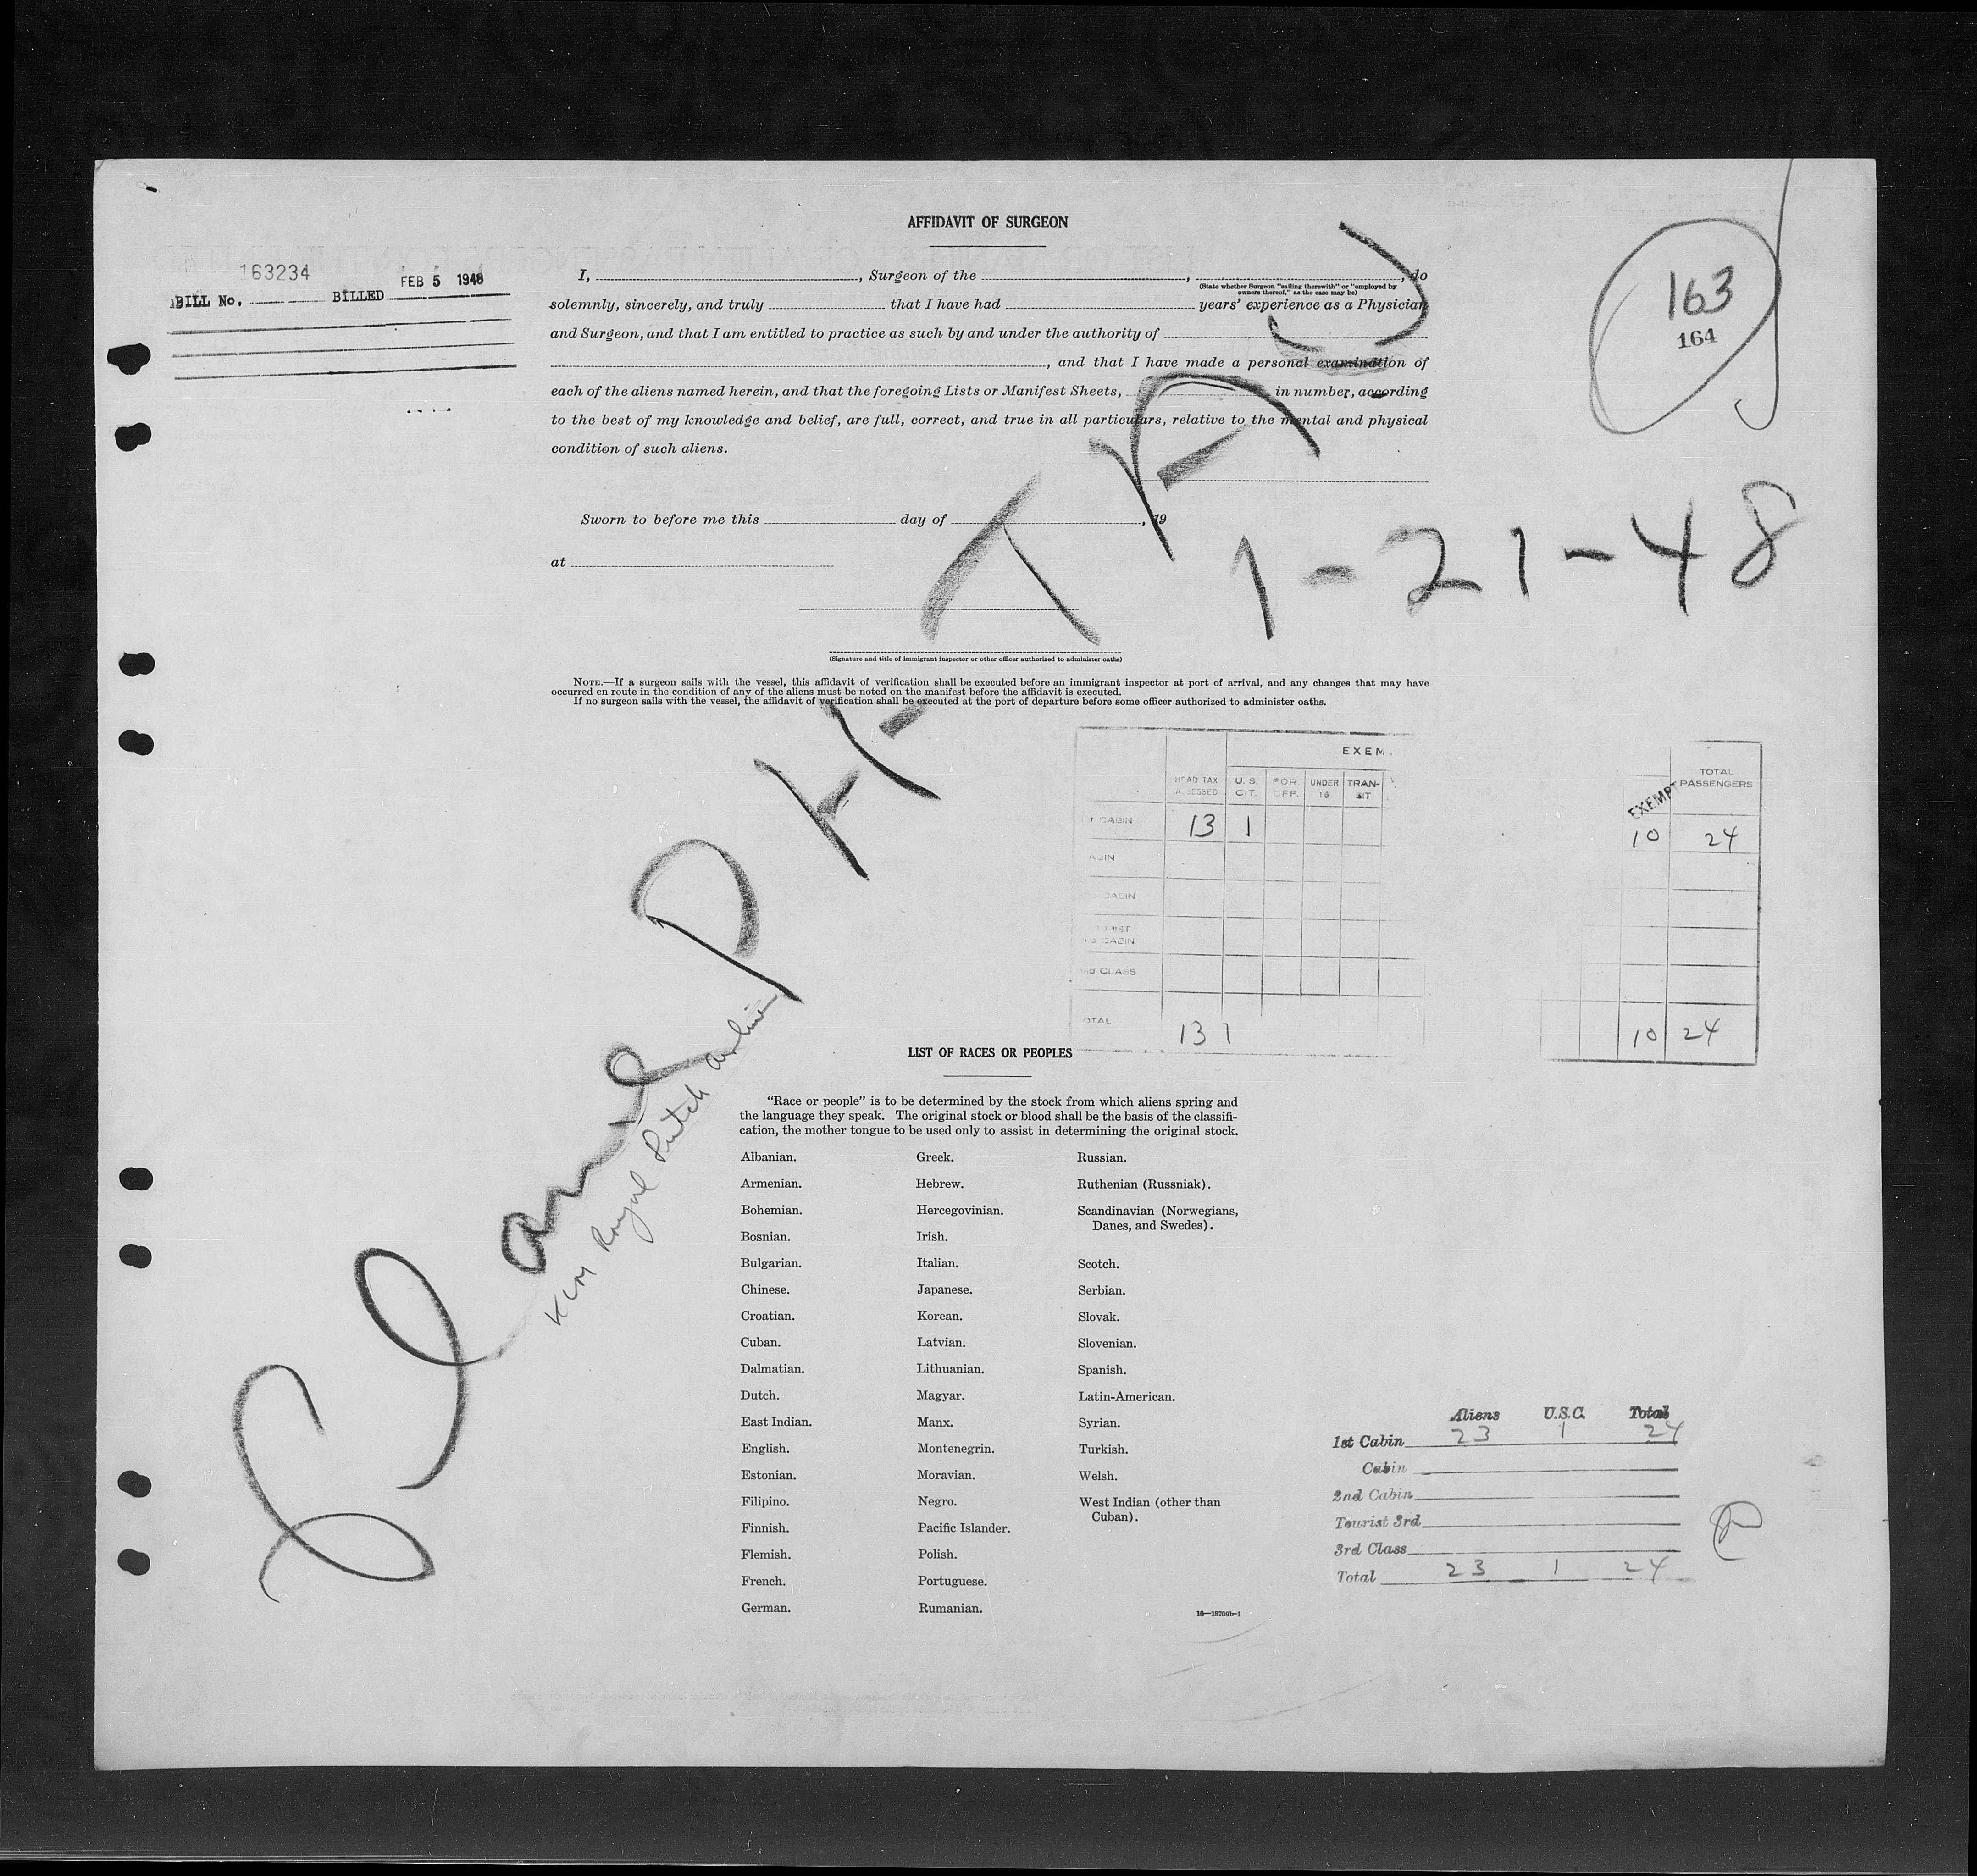 AFFIDAVIT OF SURGEON
163234
BILL No. BILLED FEB 5 1948
163
164
I, , Surgeon of the , , do
(State whether Surgeon "sailing therewith" or "employed by
owners thereof," as the case may be)
solemnly, sincerely, and truly that I have had years' experience as a Physician
and Surgeon, and that I am entitled to practice as such by and under the authority of
, and that I have made a personal examination of
each of the aliens named herein, and that the foregoing Lists or Manifest Sheets, in number, according
to the best of my knowledge and belief, are full, correct, and true in all particulars, relative to the mental and physical
condition of such aliens.
Sworn to before me this day of , 19
at
1-21-48
(Signature and title of immigrant inspector or other officer authorized to administer oaths)
NOTE.—If a surgeon sails with the vessel, this affidavit of verification shall be executed before an immigrant inspector at port of arrival, and any changes that may have
occurred en route in the condition of any of the aliens must be noted on the manifest before the affidavit is executed.
If no surgeon sails with the vessel, the affidavit of verification shall be executed at the port of departure before some officer authorized to administer oaths.
Plane PH-
KLM Royal Dutch Airline
EXEM
HEAD TAX ASSESSED U. S. CIT. FOR. OFF. UNDER 16 TRAN- SIT EXEMPT TOTAL PASSENGERS
CABIN 13 1 10 24
CABIN
CABIN
CABIN
CLASS
TOTAL 13 1 10 24
LIST OF RACES OR PEOPLES
"Race or people" is to be determined by the stock from which aliens spring and
the language they speak. The original stock or blood shall be the basis of the classifi-
cation, the mother tongue to be used only to assist in determining the original stock.
Albanian.
Armenian.
Bohemian.
Bosnian.
Bulgarian.
Chinese.
Croatian.
Cuban.
Dalmatian.
Dutch.
East Indian.
English.
Estonian.
Filipino.
Finnish.
Flemish.
French.
German.
Greek.
Hebrew.
Hercegovinian.
Irish.
Italian.
Japanese.
Korean.
Latvian.
Lithuanian.
Magyar.
Manx.
Montenegrin.
Moravian.
Negro.
Pacific Islander.
Polish.
Portuguese.
Rumanian.
Russian.
Ruthenian (Russniak).
Scandinavian (Norwegians,
Danes, and Swedes).
Scotch.
Serbian.
Slovak.
Slovenian.
Spanish.
Latin-American.
Syrian.
Turkish.
Welsh.
West Indian (other than
Cuban).
16—18709b-1
Aliens U.S.C. Total
1st Cabin 23 1 24
Cabin
2nd Cabin
Tourist 3rd
3rd Class
Total 23 1 24